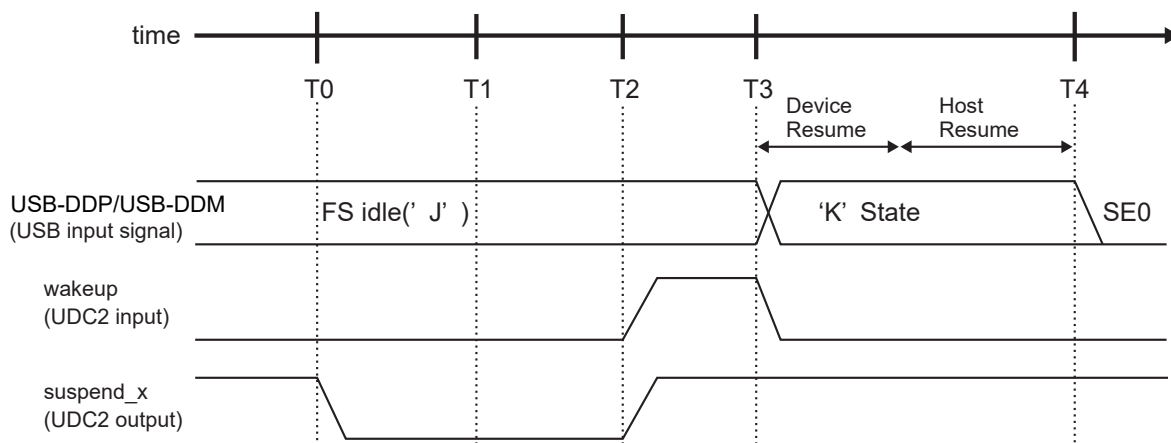 time
T0 T1 T2 T3 T4
Device Host
Resume Resume
USB-DDP/USB-DDM
(USB input signal)
FS idle(' J' ) 'K' State SE0
wakeup
(UDC2 input)
suspend_x
(UDC2 output)